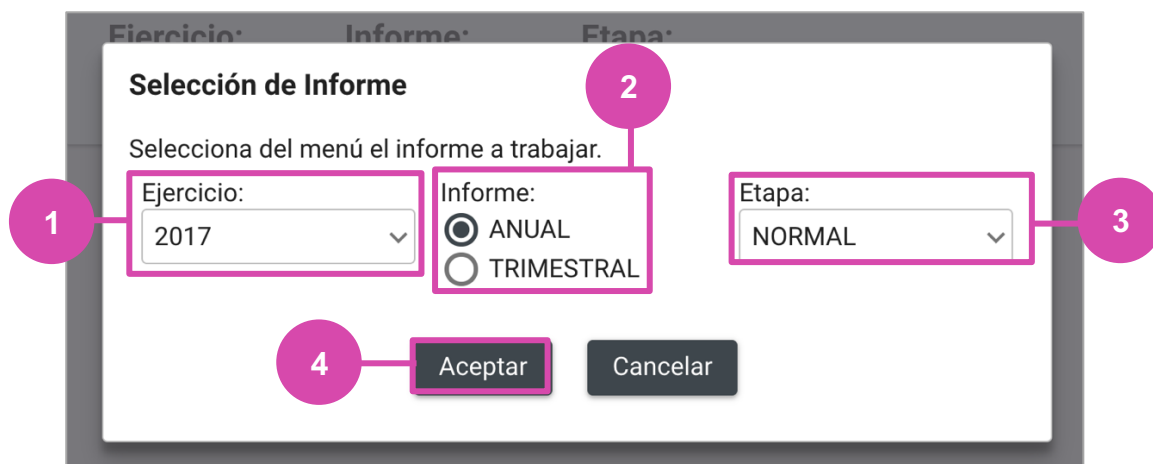 Ejercicio: Informe: Etapa:
Selección de Informe
2
Selecciona del menú el informe a trabajar.
Ejercicio: Informe: Etapa:
1
2017
ANUAL
NORMAL
3
TRIMESTRAL
4
Aceptar Cancelar